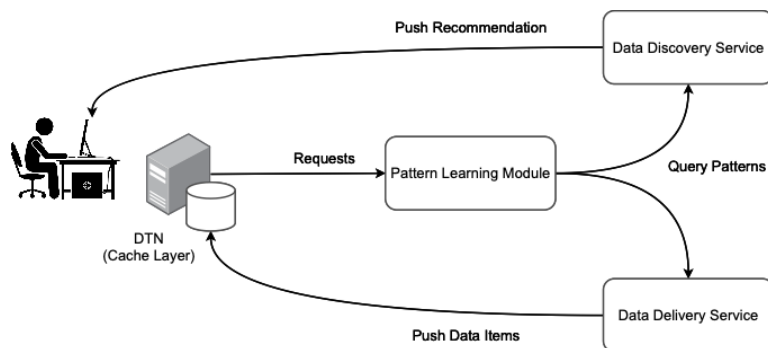 Push Recommendation
Data Discovery Service
Requests
Pattern Learning Module
Query Patterns
DTN
(Cache Layer)
Data Delivery Service
Push Data Items